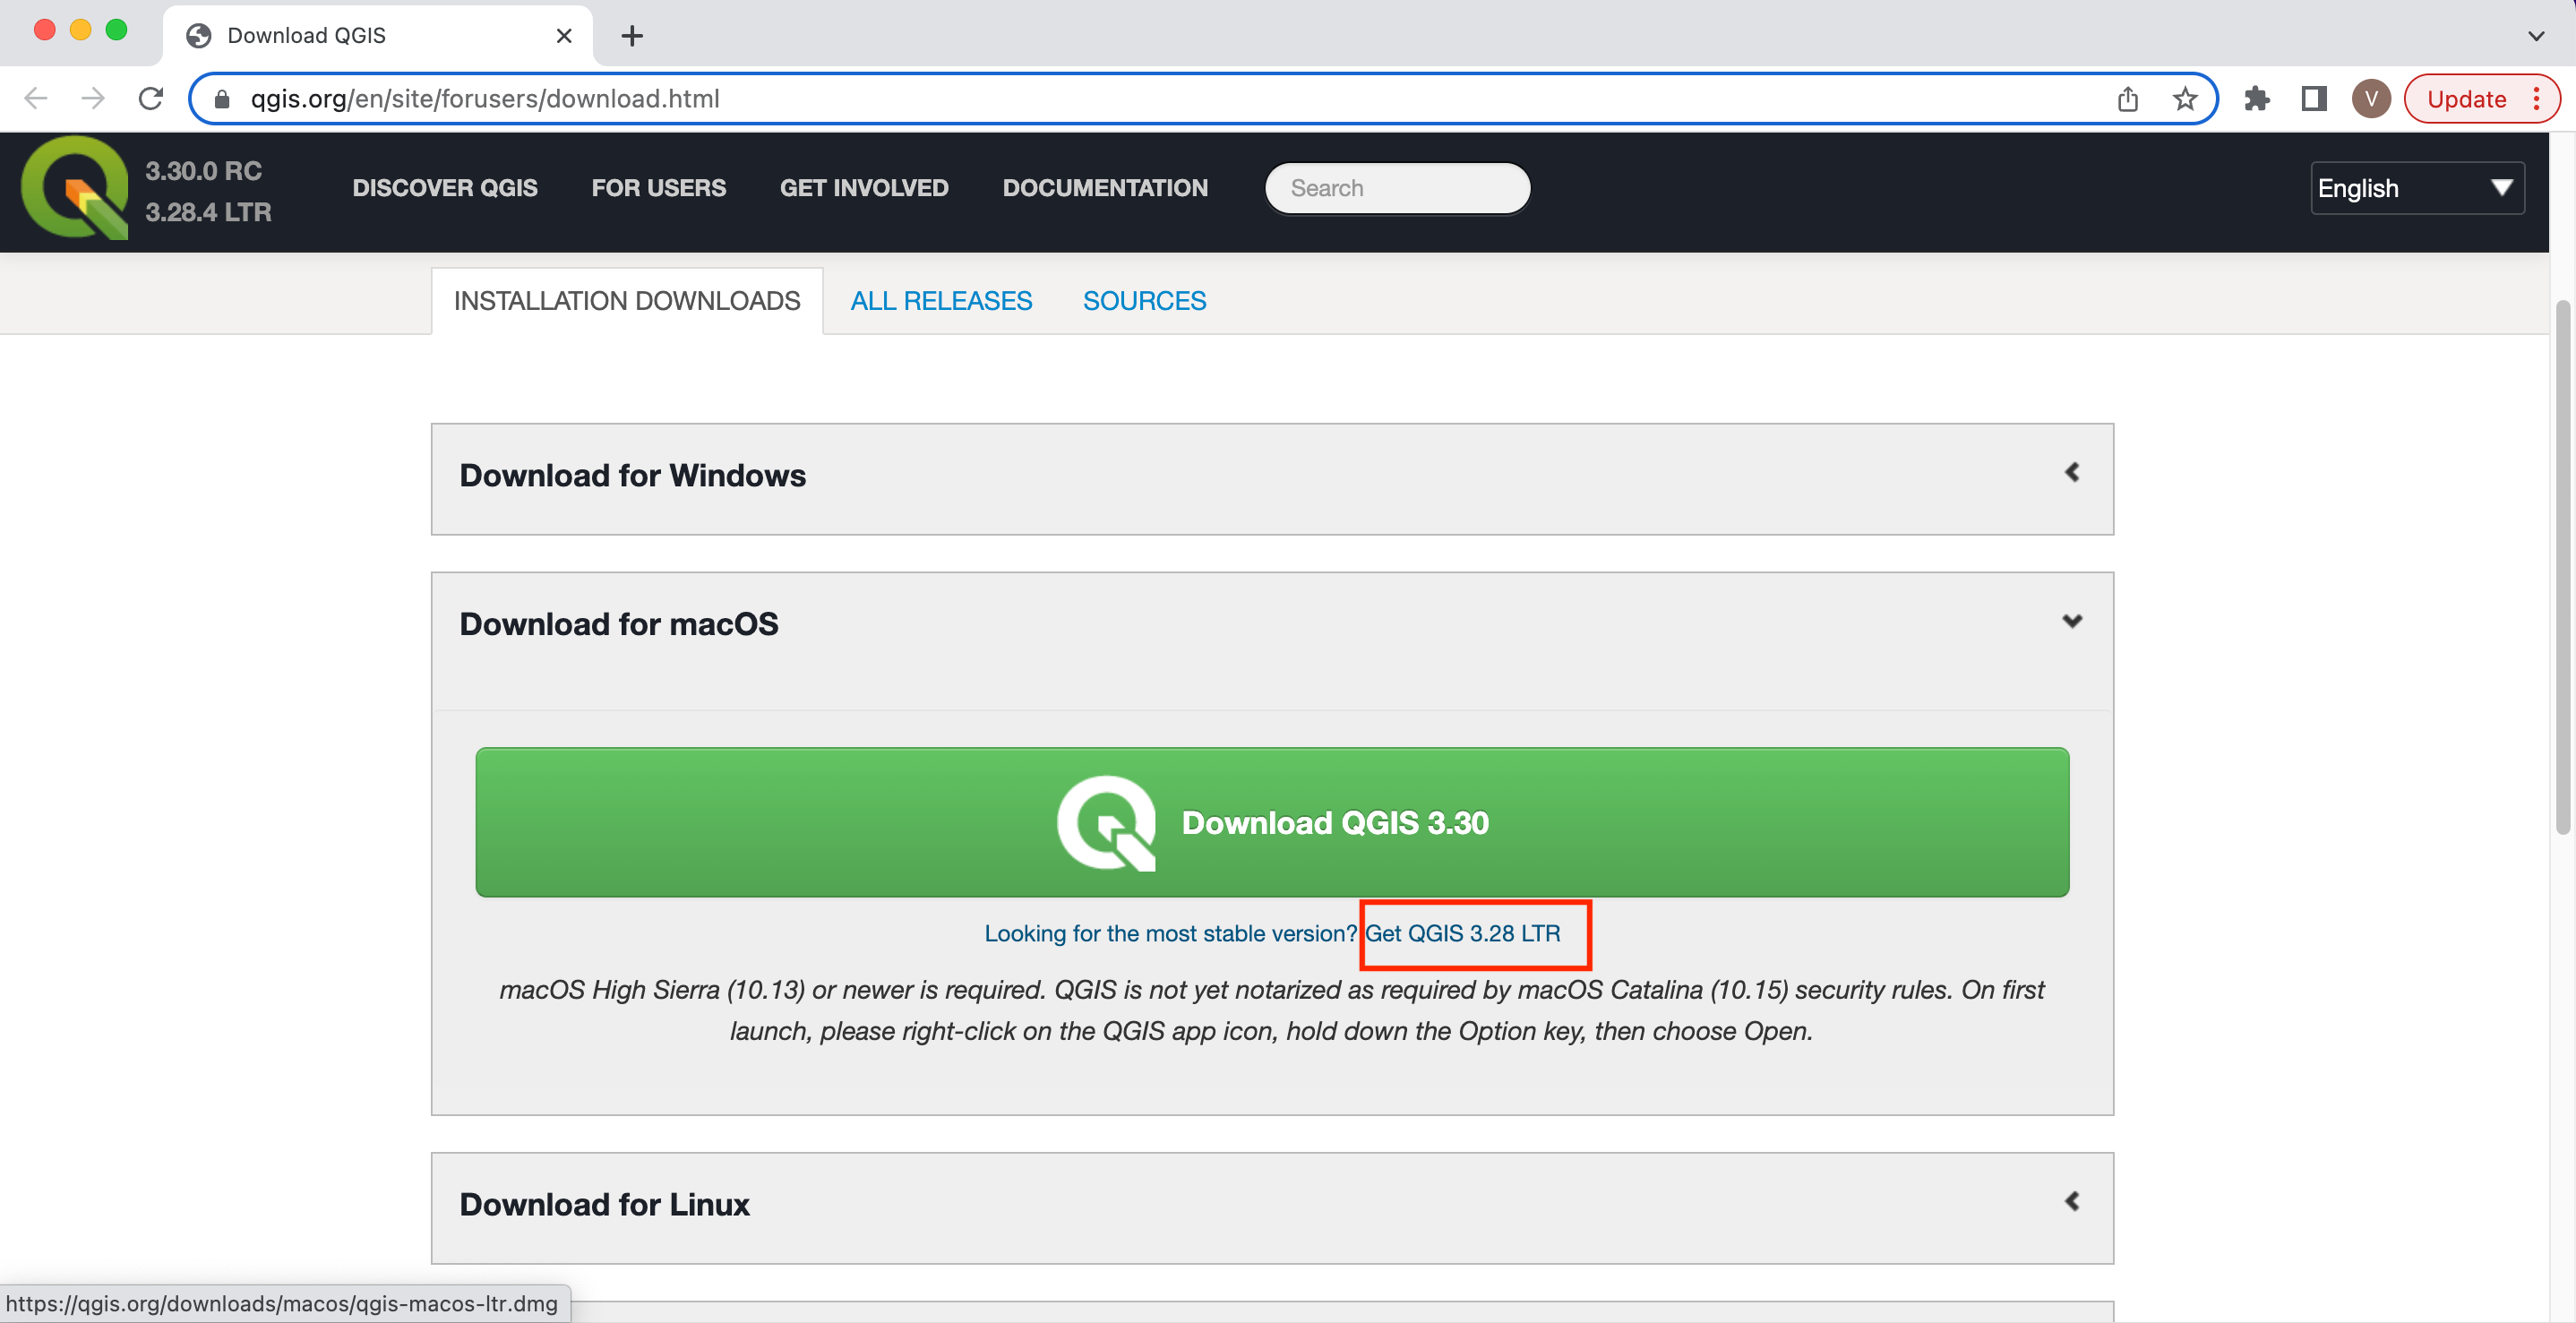 Download QGIS
qgis.org/en/site/forusers/download.html
V
Update
3.30.0 RC
3.28.4 LTR
DISCOVER QGIS
FOR USERS
GET INVOLVED
DOCUMENTATION
Search
English
INSTALLATION DOWNLOADS
ALL RELEASES
SOURCES
Download for Windows
Download for macOS
Download QGIS 3.30
Looking for the most stable version? Get QGIS 3.28 LTR
macOS High Sierra (10.13) or newer is required. QGIS is not yet notarized as required by macOS Catalina (10.15) security rules. On first
launch, please right-click on the QGIS app icon, hold down the Option key, then choose Open.
Download for Linux
https://qgis.org/downloads/macos/qgis-macos-ltr.dmg